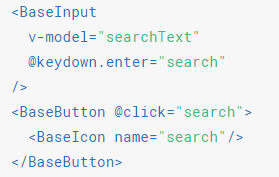 <BaseInput
  v-model="searchText"
  @keydown.enter="search"
/>
<BaseButton @click="search">
  <BaseIcon name="search"/>
</BaseButton>